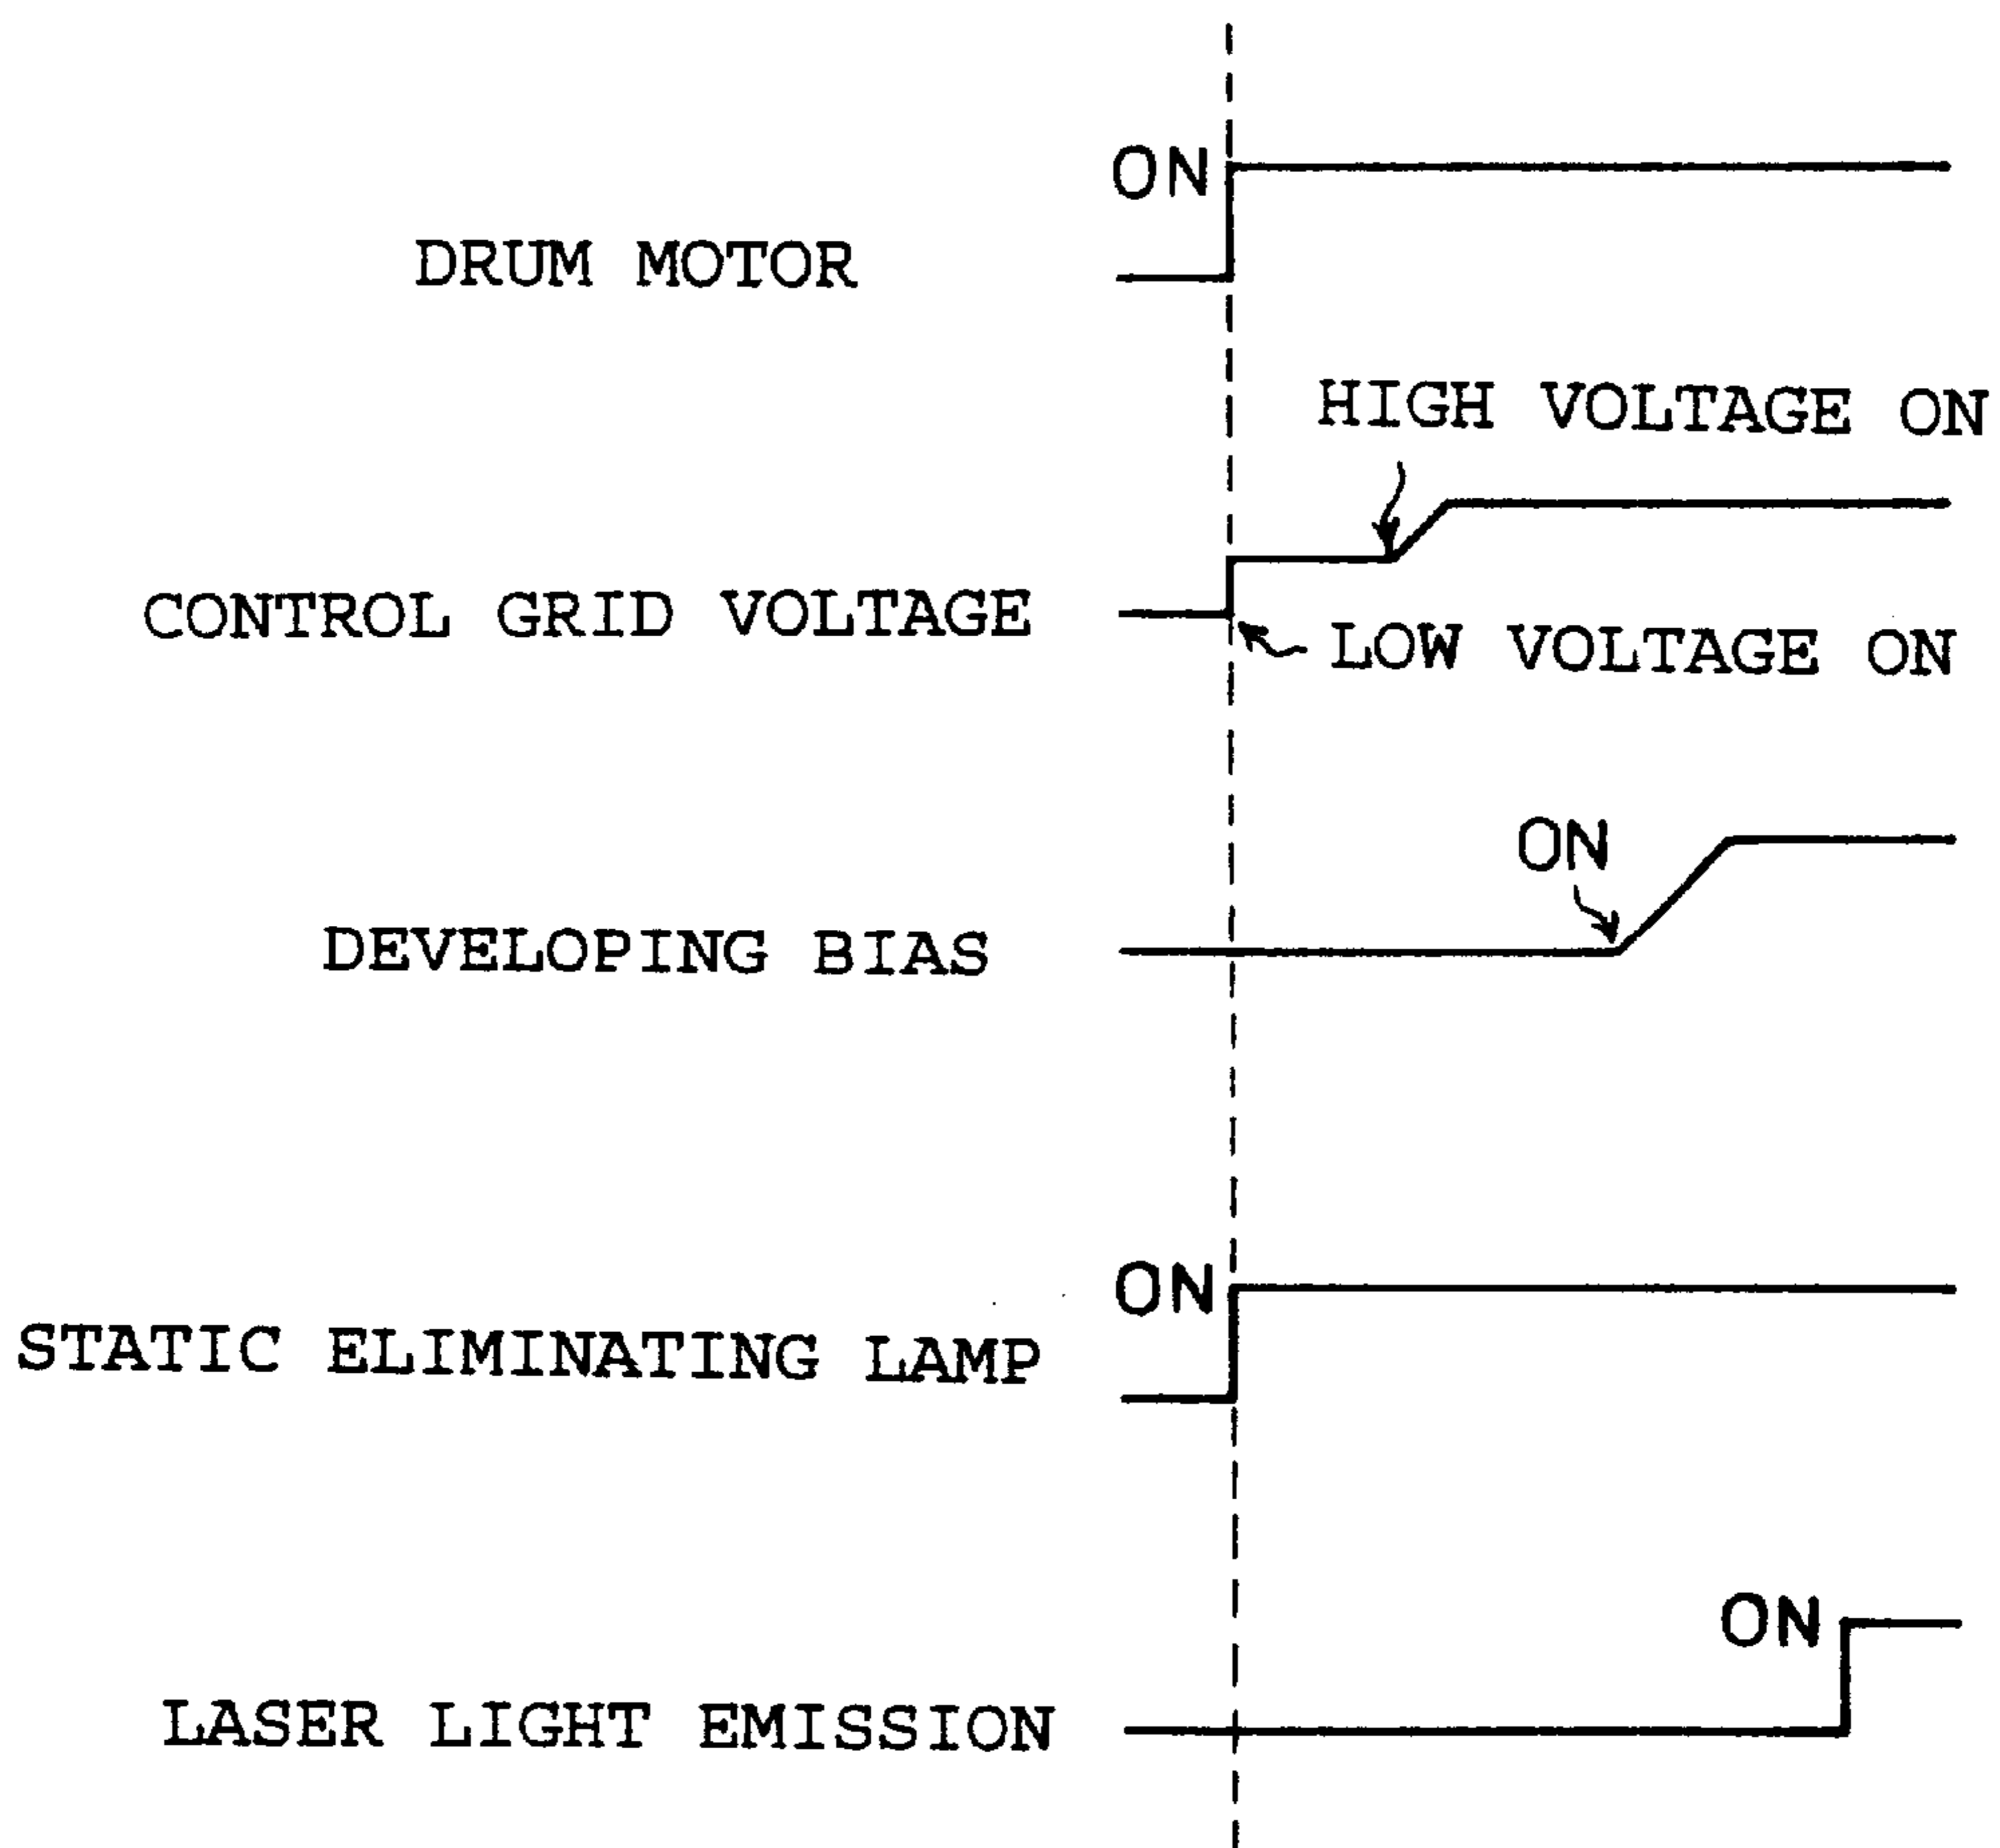 ON
DRUM MOTOR
HIGH VOLTAGE ON
CONTROL GRID VOLTAGE
LOW VOLTAGE ON
ON
DEVELOPING BIAS
ON
STATIC ELIMINATING LAMP
ON
LASER LIGHT EMISSION